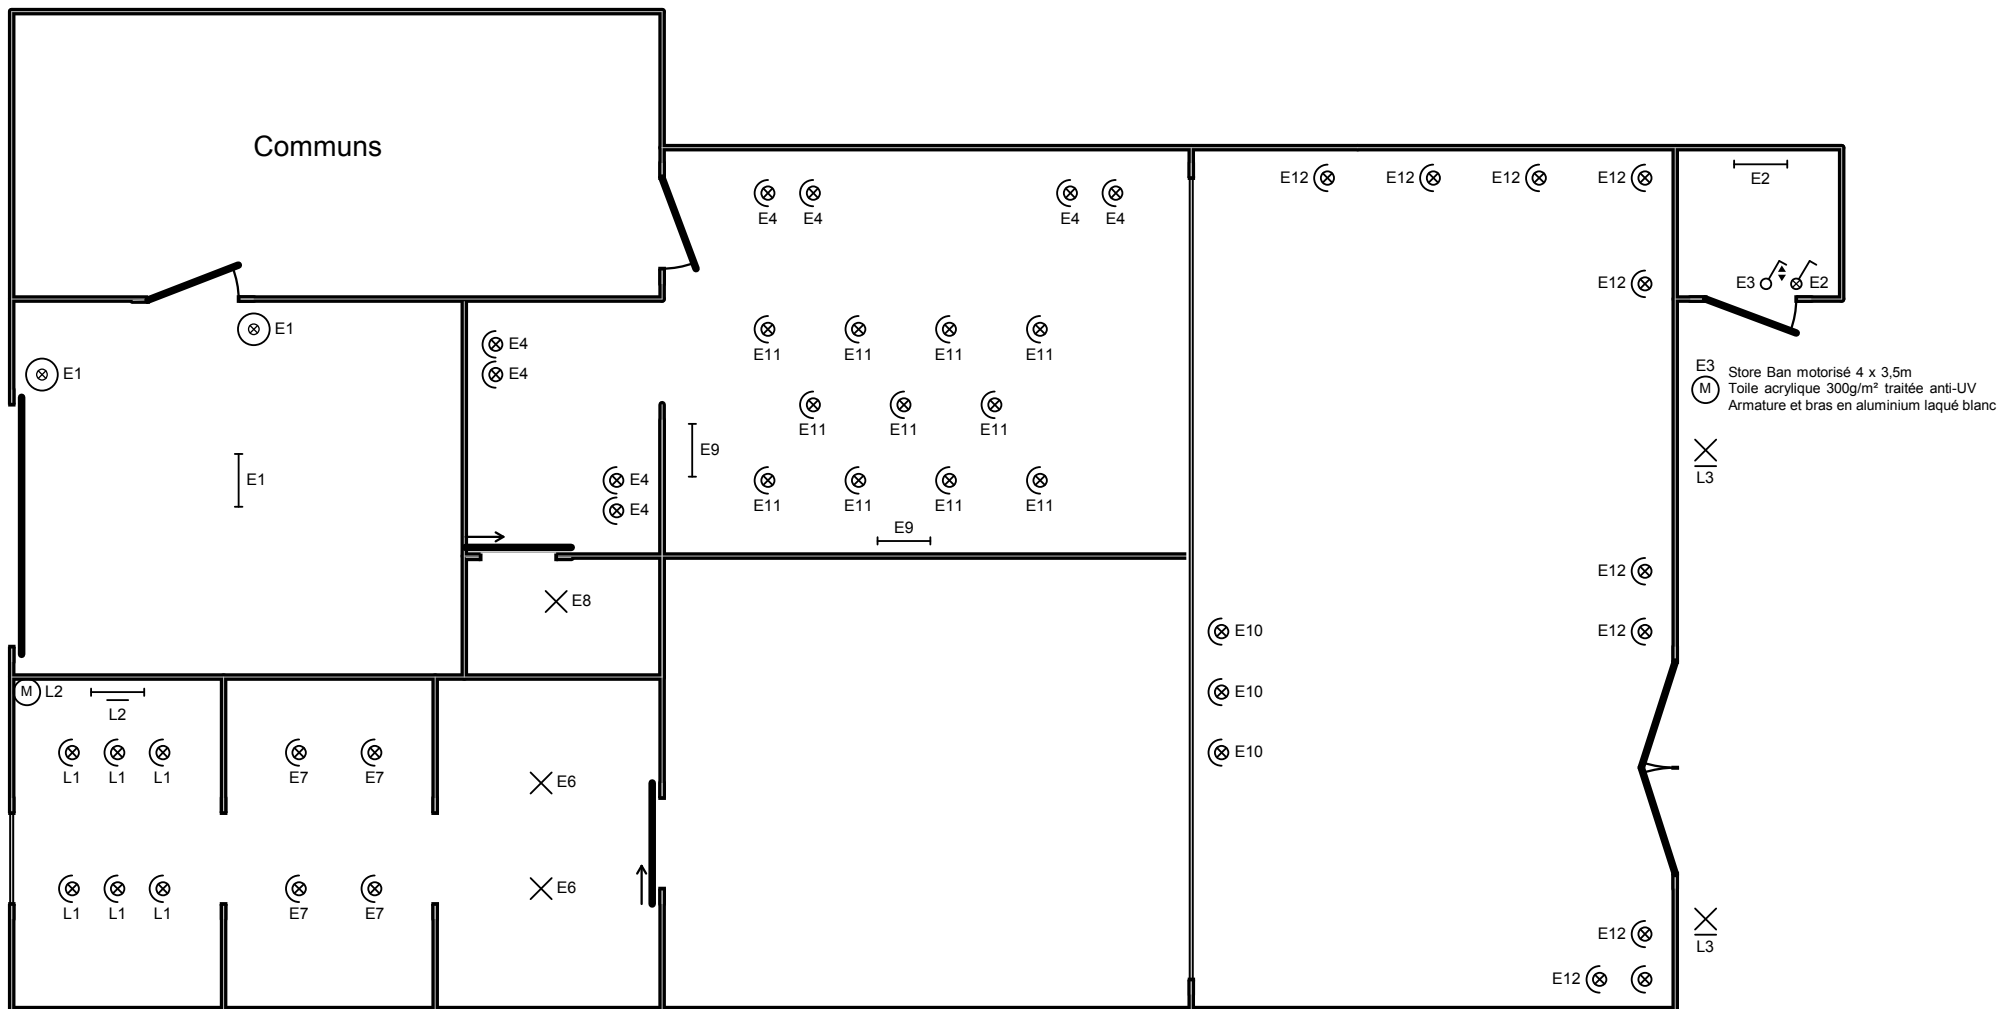 Communs
E12 E12 E12 E12 E2
E4 E4 E4 E4
E12 E3 E2
E1 E4 E11 E11 E11 E11
E1 E4
E3 Store Ban motorisé 4 x 3,5m
M Toile acrylique 300g/m² traitée anti-UV
Armature et bras en aluminium laqué blanc
E11 E11 E11
E9
E1 E4 L3
E4 E11 E11 E11 E11
E9
E12
E8
E10 E12
M L2 E10
L2
E10
L1 L1 L1 E7 E7 E6
E6
L1 L1 L1 E7 E7
E12
L3
E12